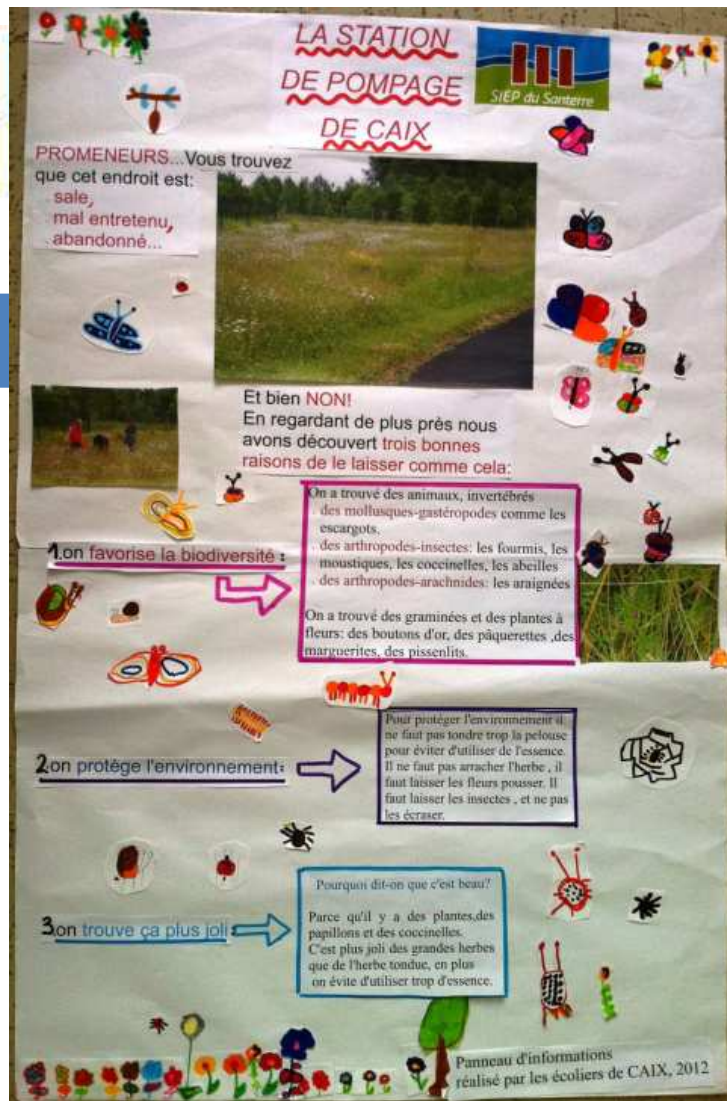 LA STATION
DE POMPAGE
DE CAIX
SIEP du Santerre
PROMENEURS...Vous trouvez
que cet endroit est:
. sale,
. mal entretenu,
. abandonné...
Et bien NON!
En regardant de plus près nous
avons découvert trois bonnes
raisons de le laisser comme cela:
1.on favorise la biodiversité :
On a trouvé des animaux, invertébrés
. des mollusques-gastéropodes comme les
escargots.
. des arthropodes-insectes: les fourmis, les
moustiques, les coccinelles, les abeilles
. des arthropodes-arachnides: les araignées
On a trouvé des graminées et des plantes à
fleurs: des boutons d'or, des pâquerettes ,des
marguerites, des pissenlits.
2.on protége l'environnement:
Pour protéger l'environnement il
ne faut pas tondre trop la pelouse
pour éviter d'utiliser de l'essence.
Il ne faut pas arracher l'herbe , il
faut laisser les fleurs pousser. Il
faut laisser les insectes , et ne pas
les écraser.
3.on trouve ça plus joli:
Pourquoi dit-on que c'est beau?
Parce qu'il y a des plantes,des
papillons et des coccinelles.
C'est plus joli des grandes herbes
que de l'herbe tondue, en plus
on évite d'utiliser trop d'essence.
Panneau d'informations
réalisé par les écoliers de CAIX, 2012